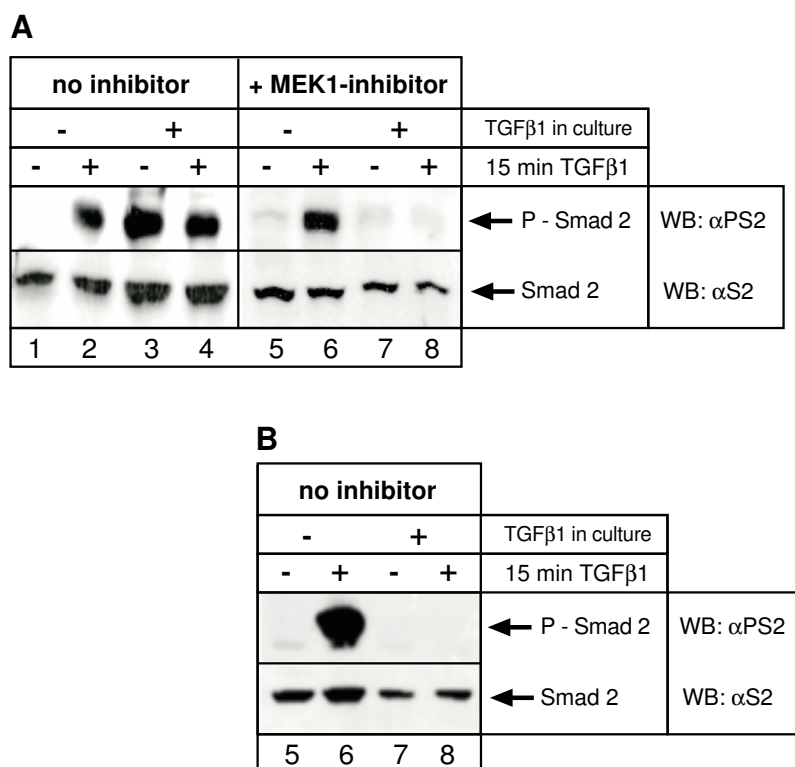 A
no inhibitor + MEK1-inhibitor
- + - + TGFβ1 in culture
- + - + - + - + 15 min TGFβ1
P - Smad 2 WB: αPS2
Smad 2 WB: αS2
1 2 3 4 5 6 7 8
B
no inhibitor
- + TGFβ1 in culture
- + - + 15 min TGFβ1
P - Smad 2 WB: αPS2
Smad 2 WB: αS2
5 6 7 8